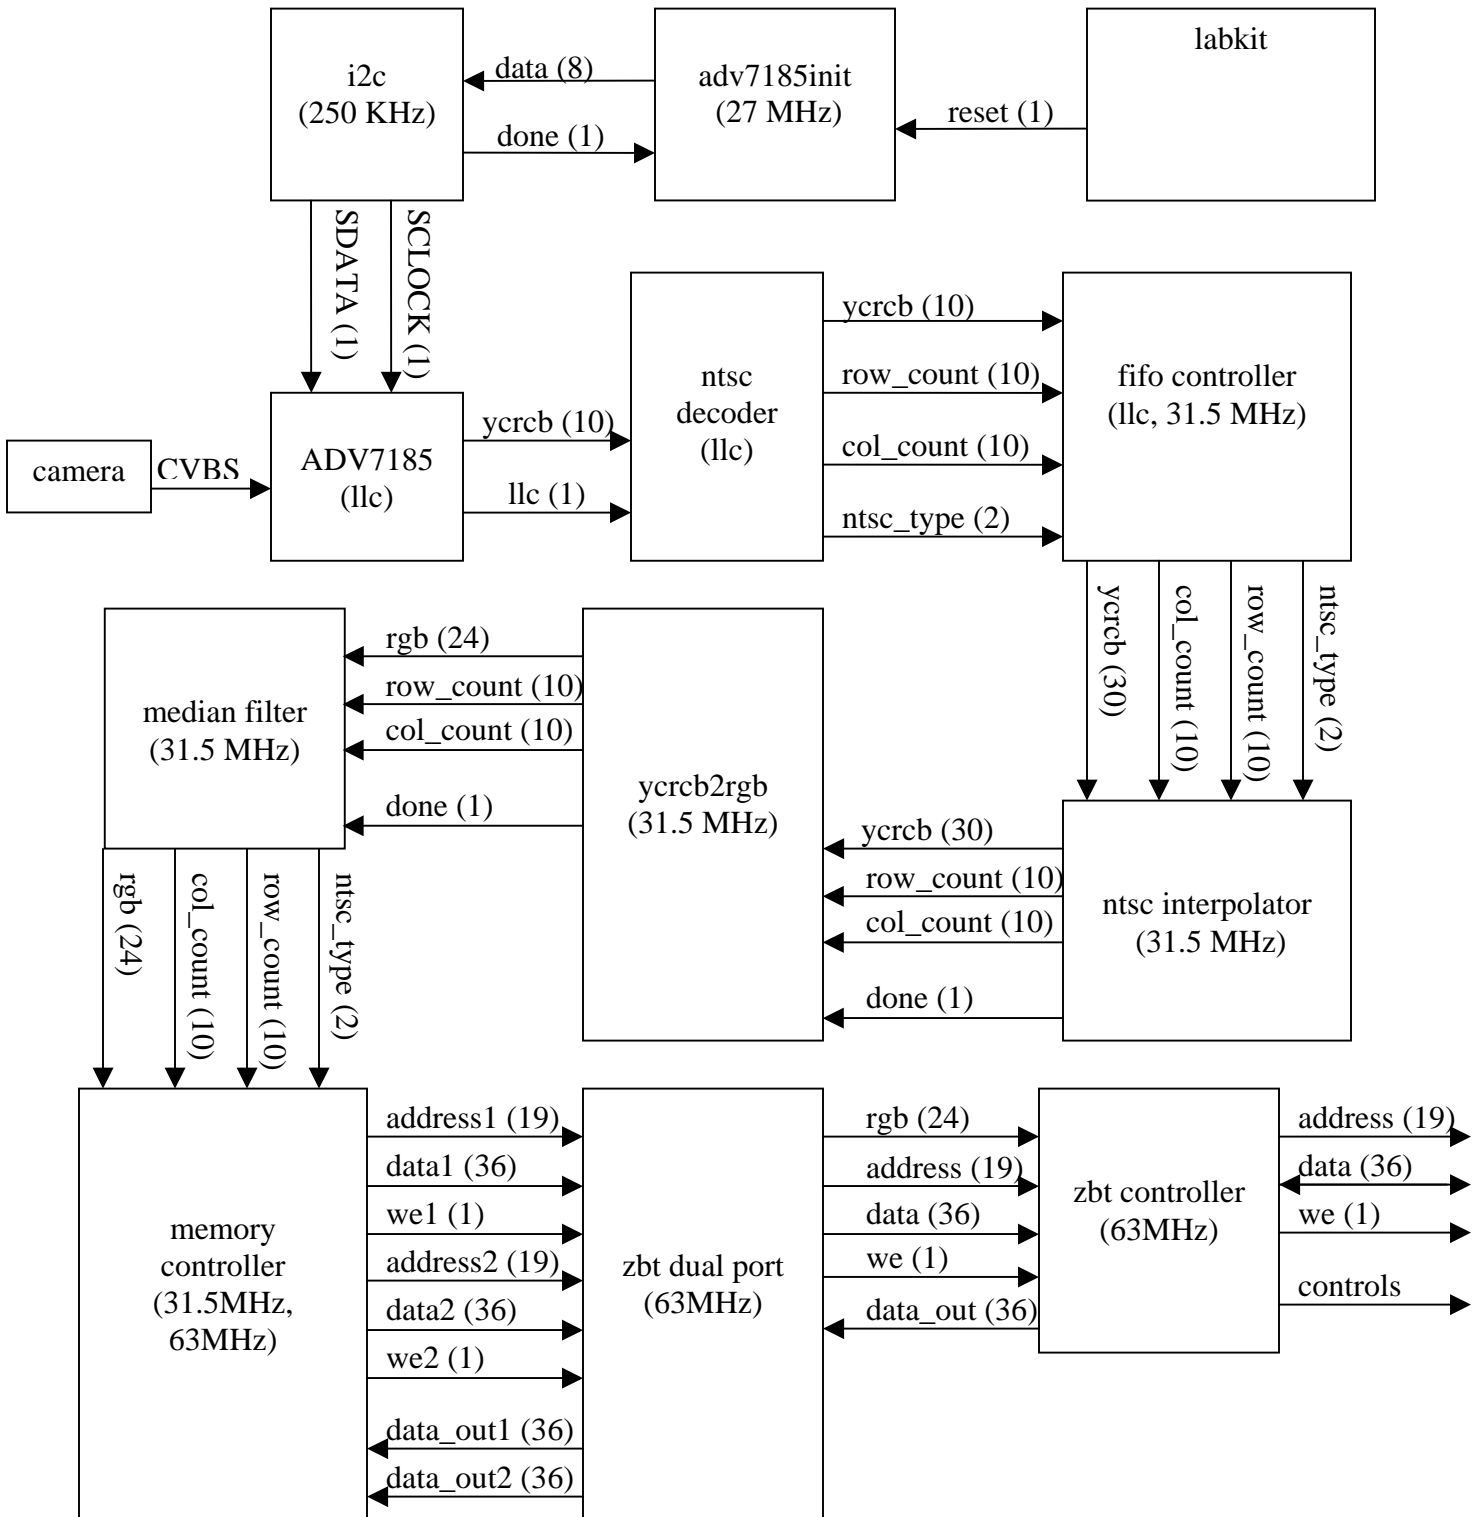 i2c
(250 KHz)
data (8)
done (1)
adv7185init
(27 MHz)
reset (1)
labkit
SDATA (1)
SCLOCK (1)
camera
CVBS
ADV7185
(llc)
ycrcb (10)
llc (1)
ntsc
decoder
(llc)
ycrcb (10)
row_count (10)
col_count (10)
ntsc_type (2)
fifo controller
(llc, 31.5 MHz)
ycrcb (30)
col_count (10)
row_count (10)
ntsc_type (2)
median filter
(31.5 MHz)
rgb (24)
row_count (10)
col_count (10)
done (1)
ycrcb2rgb
(31.5 MHz)
ycrcb (30)
row_count (10)
col_count (10)
done (1)
ntsc interpolator
(31.5 MHz)
rgb (24)
col_count (10)
row_count (10)
ntsc_type (2)
memory
controller
(31.5MHz,
63MHz)
address1 (19)
data1 (36)
we1 (1)
address2 (19)
data2 (36)
we2 (1)
data_out1 (36)
data_out2 (36)
zbt dual port
(63MHz)
rgb (24)
address (19)
data (36)
we (1)
data_out (36)
zbt controller
(63MHz)
address (19)
data (36)
we (1)
controls